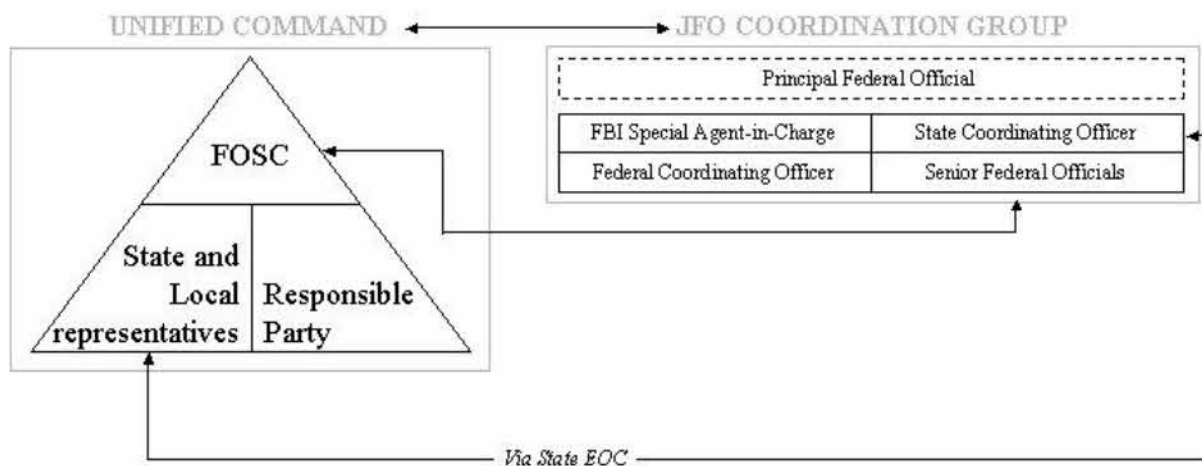 UNIFIED COMMAND
JFO COORDINATION GROUP
Principal Federal Official
FBI Special Agent-in-Charge
State Coordinating Officer
Federal Coordinating Officer
Senior Federal Officials
FOSC
State and
Local
representatives
Responsible
Party
Via State EOC